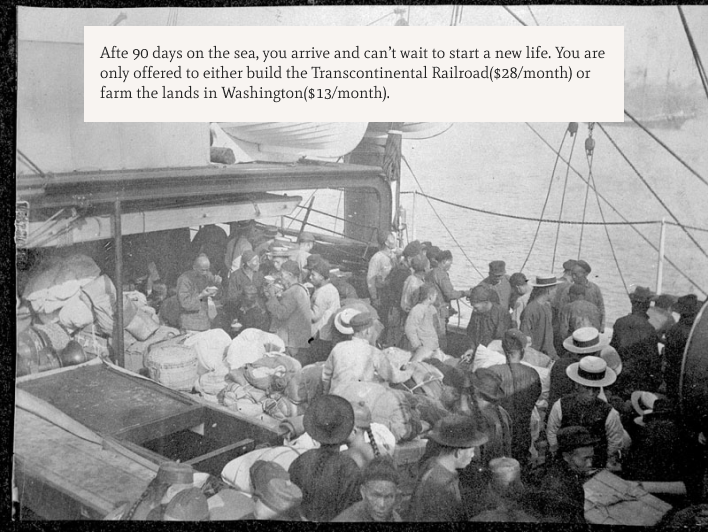 Afte 90 days on the sea, you arrive and can't wait to start a new life. You are
only offered to either build the Transcontinental Railroad($28/month) or
farm the lands in Washington($13/month).